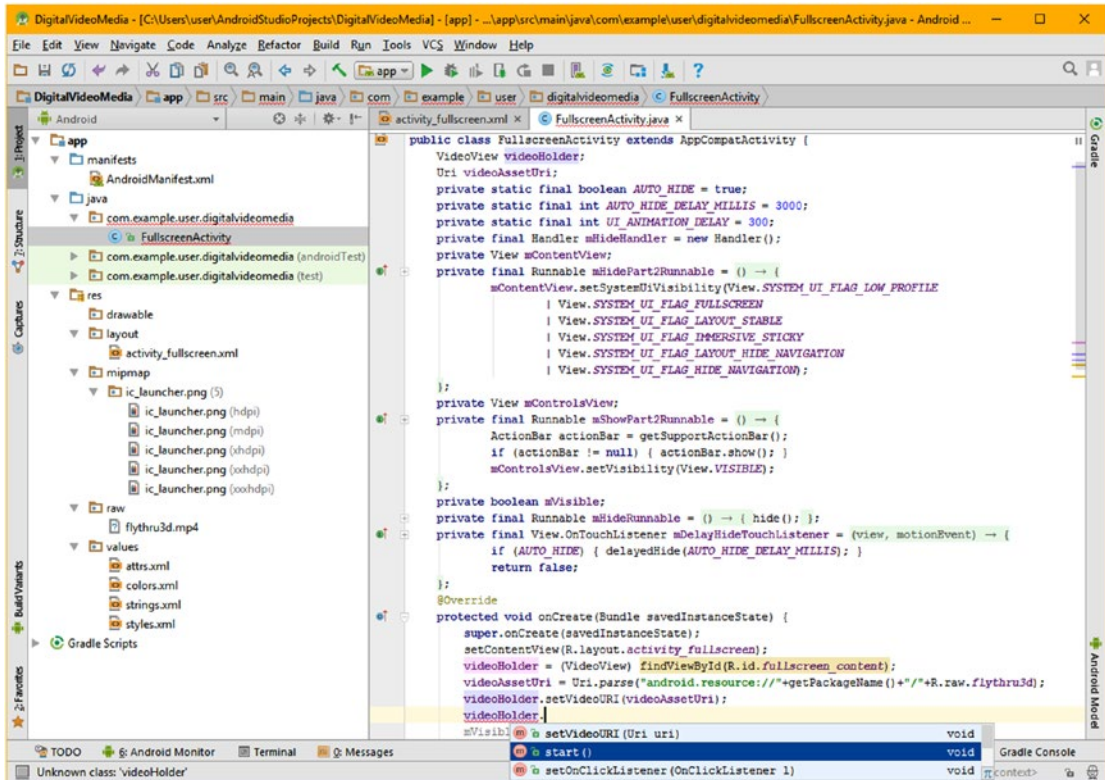 DigitalVideoMedia - [C:\Users\user\AndroidStudioProjects\DigitalVideoMedia] - [app] - ...\app\src\main\java\com\example\user\digitalvideomedia\FullscreenActivity.java - Android ...
File Edit View Navigate Code Analyze Refactor Build Run Tools VCS Window Help
app
DigitalVideoMedia app src main java com example user digitalvideomedia FullscreenActivity
Android
activity_fullscreen.xml
FullscreenActivity.java
1: Project
7: Structure
Captures
Build Variants
2: Favorites
app
manifests
AndroidManifest.xml
java
com.example.user.digitalvideomedia
FullscreenActivity
com.example.user.digitalvideomedia (androidTest)
com.example.user.digitalvideomedia (test)
res
drawable
layout
activity_fullscreen.xml
mipmap
ic_launcher.png (5)
ic_launcher.png (hdpi)
ic_launcher.png (mdpi)
ic_launcher.png (xhdpi)
ic_launcher.png (xxhdpi)
ic_launcher.png (xxxhdpi)
raw
flythru3d.mp4
values
attrs.xml
colors.xml
strings.xml
styles.xml
Gradle Scripts
public class FullscreenActivity extends AppCompatActivity {
VideoView videoHolder;
Uri videoAssetUri;
private static final boolean AUTO_HIDE = true;
private static final int AUTO_HIDE_DELAY_MILLIS = 3000;
private static final int UI_ANIMATION_DELAY = 300;
private final Handler mHideHandler = new Handler();
private View mContentView;
private final Runnable mHidePart2Runnable = () → {
mContentView.setSystemUiVisibility(View.SYSTEM_UI_FLAG_LOW_PROFILE
| View.SYSTEM_UI_FLAG_FULLSCREEN
| View.SYSTEM_UI_FLAG_LAYOUT_STABLE
| View.SYSTEM_UI_FLAG_IMMERSIVE_STICKY
| View.SYSTEM_UI_FLAG_LAYOUT_HIDE_NAVIGATION
| View.SYSTEM_UI_FLAG_HIDE_NAVIGATION);
};
private View mControlsView;
private final Runnable mShowPart2Runnable = () → {
ActionBar actionBar = getSupportActionBar();
if (actionBar != null) { actionBar.show(); }
mControlsView.setVisibility(View.VISIBLE);
};
private boolean mVisible;
private final Runnable mHideRunnable = () → { hide(); };
private final View.OnTouchListener mDelayHideTouchListener = (view, motionEvent) → {
if (AUTO_HIDE) { delayedHide(AUTO_HIDE_DELAY_MILLIS); }
return false;
};
@Override
protected void onCreate(Bundle savedInstanceState) {
super.onCreate(savedInstanceState);
setContentView(R.layout.activity_fullscreen);
videoHolder = (VideoView) findViewById(R.id.fullscreen_content);
videoAssetUri = Uri.parse("android.resource://"+getPackageName()+"/"+R.raw.flythru3d);
videoHolder.setVideoURI(videoAssetUri);
videoHolder.
mVisibl
setVideoURI(Uri uri) void
start() void
setOnClickListener(OnClickListener l) void
Gradle
Android Model
TODO 6: Android Monitor Terminal 0: Messages Gradle Console
Unknown class: 'videoHolder'
context>